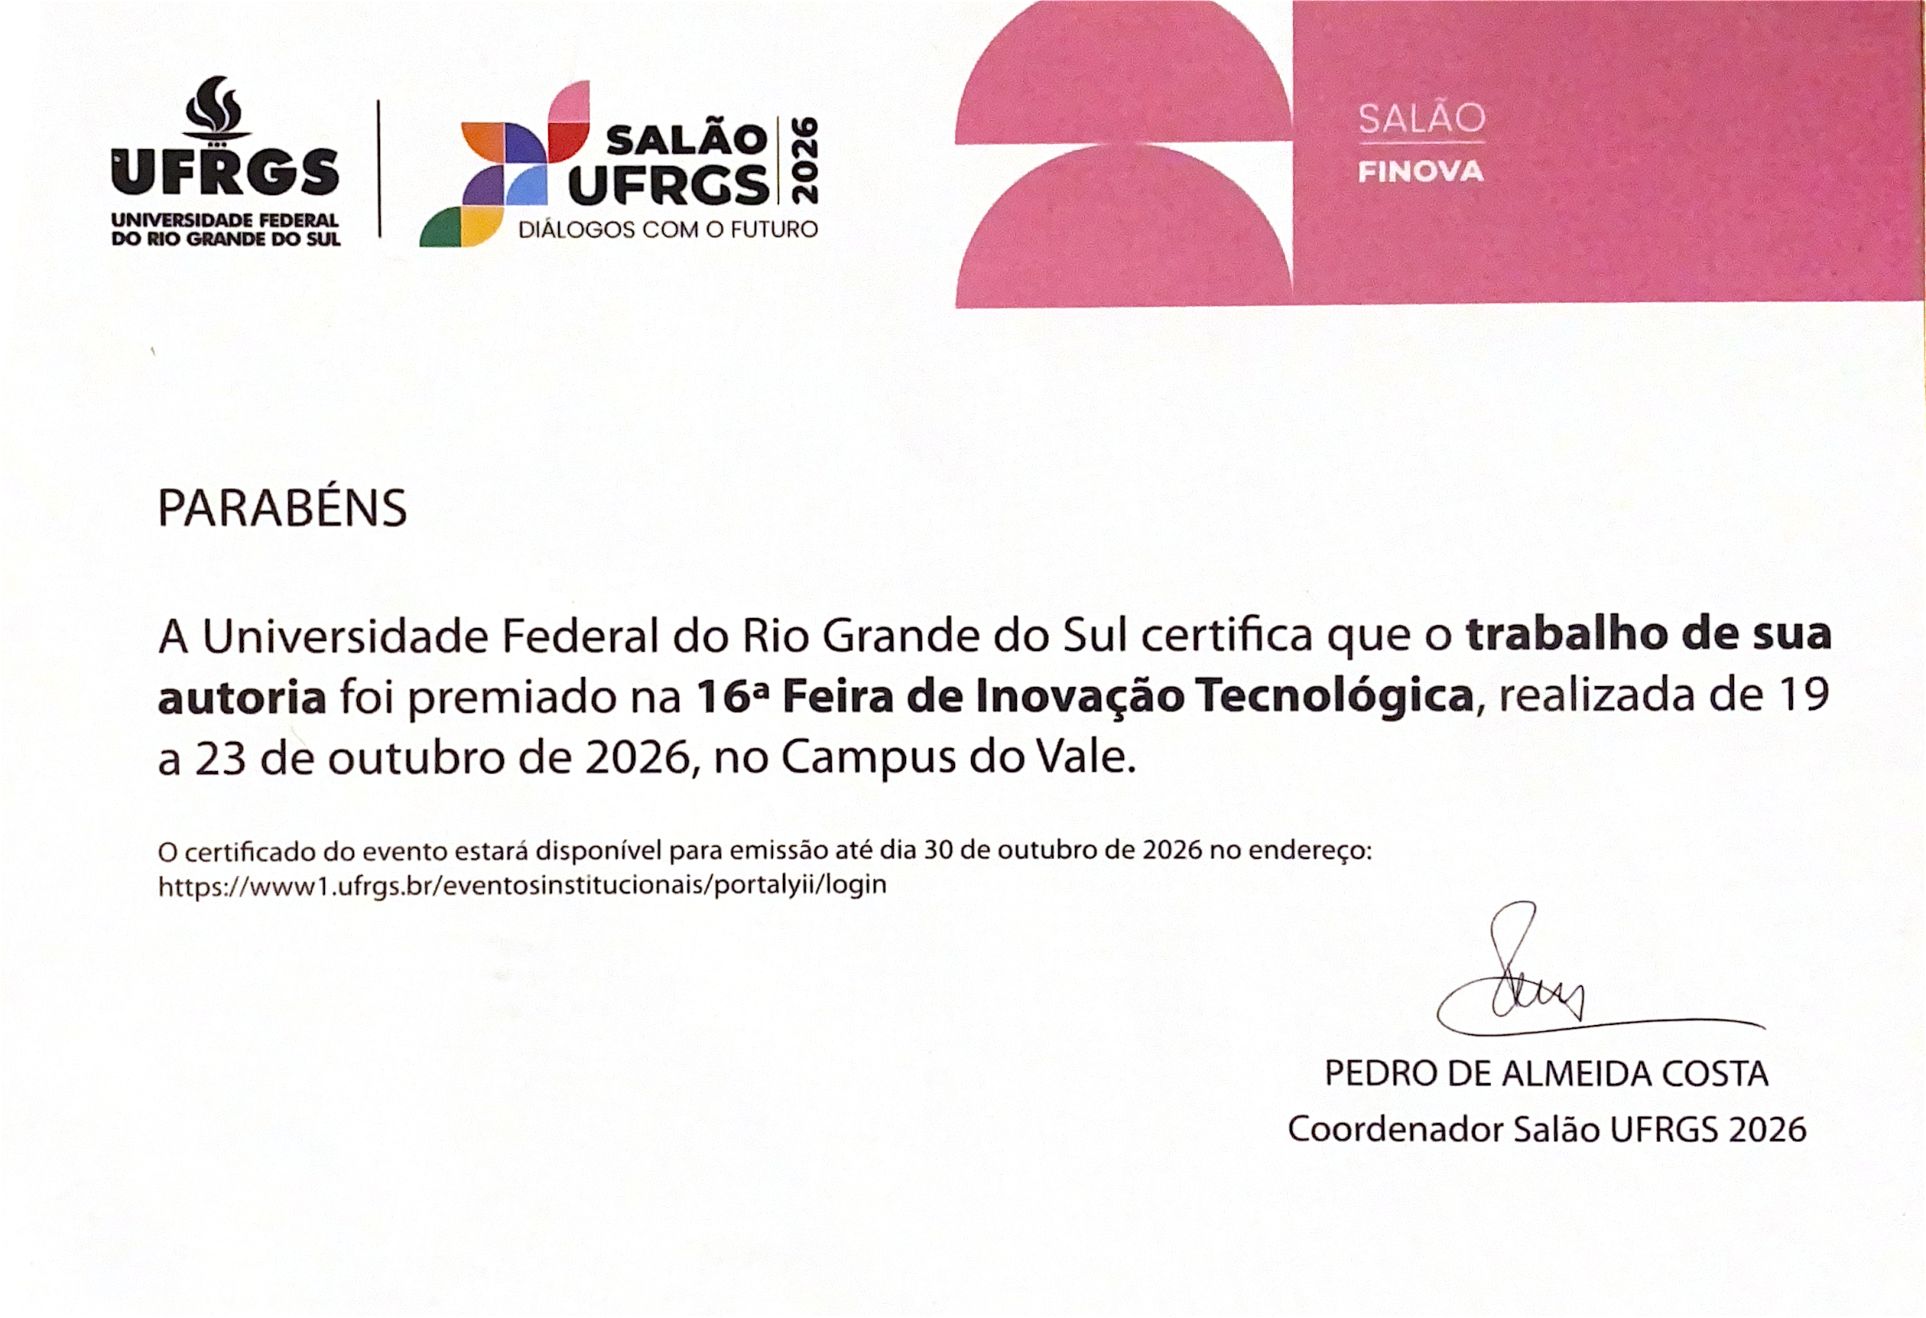 UFRGS
UNIVERSIDADE FEDERAL
DO RIO GRANDE DO SUL
SALÃO
UFRGS
2026
DIÁLOGOS COM O FUTURO
SALÃO
FINOVA
PARABÉNS
A Universidade Federal do Rio Grande do Sul certifica que o trabalho de sua
autoria foi premiado na 16ª Feira de Inovação Tecnológica, realizada de 19
a 23 de outubro de 2026, no Campus do Vale.
O certificado do evento estará disponível para emissão até dia 30 de outubro de 2026 no endereço:
https://www1.ufrgs.br/eventosinstitucionais/portalyii/login
PEDRO DE ALMEIDA COSTA
Coordenador Salão UFRGS 2026